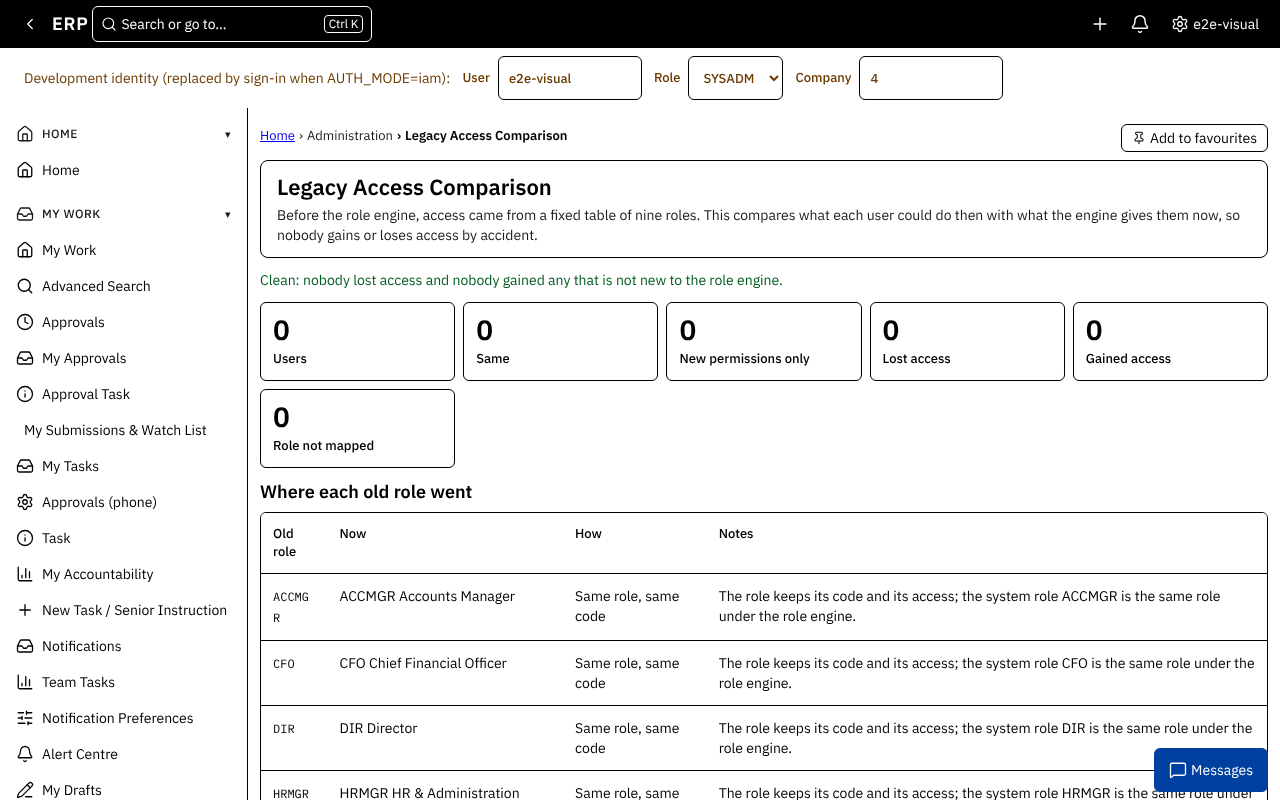 ERP
Search or go to...
Ctrl K
e2e-visual
Development identity (replaced by sign-in when AUTH_MODE=iam):
User
e2e-visual
Role
SYSADM
Company
4
HOME
Home
MY WORK
My Work
Advanced Search
Approvals
My Approvals
Approval Task
My Submissions & Watch List
My Tasks
Approvals (phone)
Task
My Accountability
New Task / Senior Instruction
Notifications
Team Tasks
Notification Preferences
Alert Centre
My Drafts
Home › Administration › Legacy Access Comparison
Add to favourites
Legacy Access Comparison
Before the role engine, access came from a fixed table of nine roles. This compares what each user could do then with what the engine gives them now, so
nobody gains or loses access by accident.
Clean: nobody lost access and nobody gained any that is not new to the role engine.
0
Users
0
Same
0
New permissions only
0
Lost access
0
Gained access
0
Role not mapped
Where each old role went
Old
role
Now
How
Notes
ACCMG
R
ACCMGR Accounts Manager
Same role, same
code
The role keeps its code and its access; the system role ACCMGR is the same role
under the role engine.
CFO
CFO Chief Financial Officer
Same role, same
code
The role keeps its code and its access; the system role CFO is the same role under the
role engine.
DIR
DIR Director
Same role, same
code
The role keeps its code and its access; the system role DIR is the same role under the
role engine.
HRMGR
HRMGR HR & Administration
Same role, same
The role keeps its code and its access; the system role HRMGR is the same role under
Messages